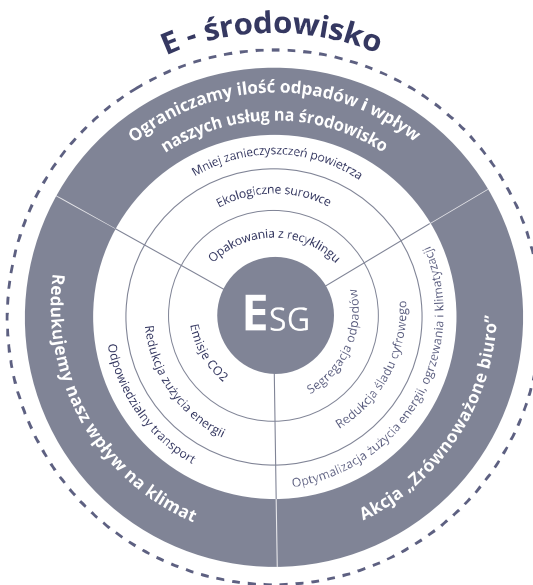 E - środowisko
Ograniczamy ilość odpadów i wpływ
naszych usług na środowisko
Mniej zanieczyszczeń powietrza
Ekologiczne surowce
Opakowania z recyklingu
ESG
Redukujemy nasz wpływ na klimat
Odpowiedzialny transport
Redukcja zużycia energii
Emisje CO2
Segregacja odpadów
Redukcja śladu cyfrowego
Optymalizacja zużycia energii, ogrzewania i klimatyzacji
Akcja „Zrównoważone biuro”